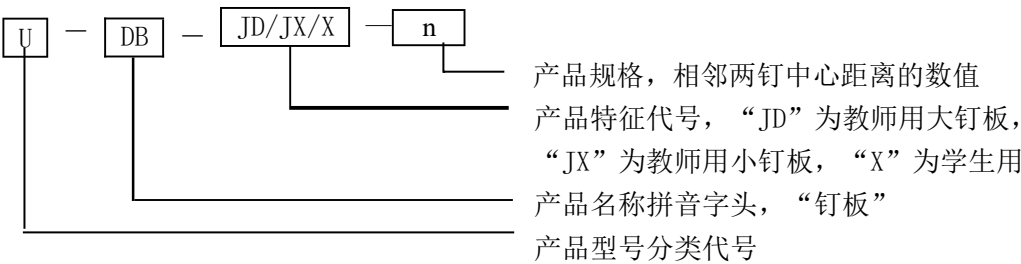 U — DB — JD/JX/X — n
产品规格，相邻两钉中心距离的数值
产品特征代号，“JD”为教师用大钉板，
“JX”为教师用小钉板，“X”为学生用
产品名称拼音字头，“钉板”
产品型号分类代号